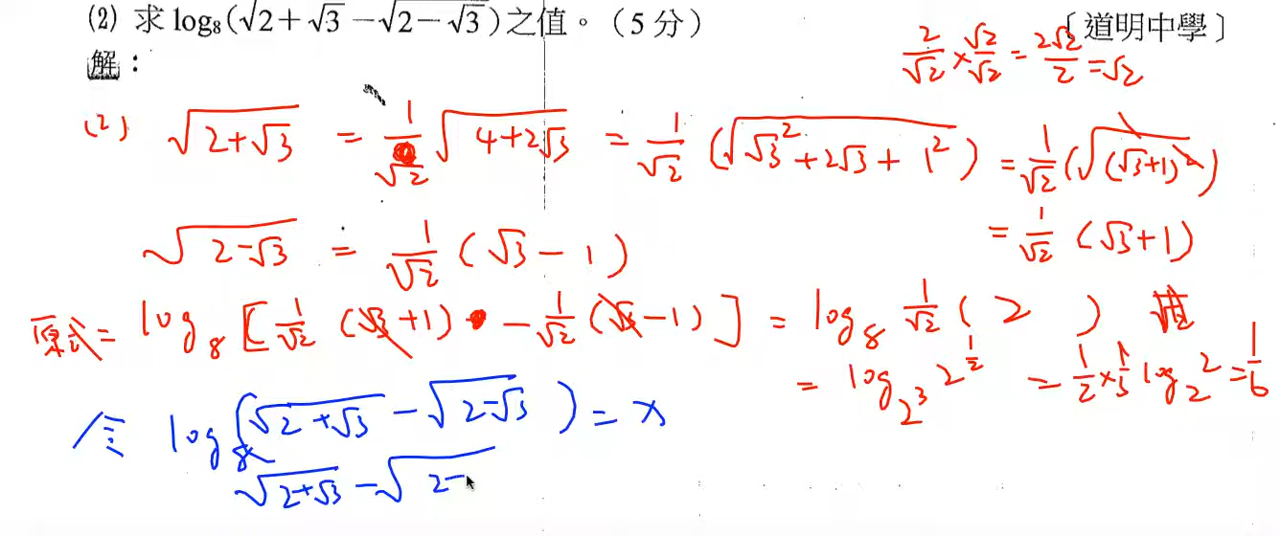 (2) 求 log₈(√(2+√3) −√(2−√3))之值。（5 分） 〔道明中學〕
2/√2 × √2/√2 = 2√2/2 = √2
解：
(2) √(2+√3) = 1/√2 √(4+2√3) = 1/√2 (√(√3² + 2√3 + 1²)) = 1/√2 (√((√3+1)²))
= 1/√2 (√3+1)
√(2−√3) = 1/√2 (√3 − 1)
原式 = log₈ [ 1/√2 (√3 +1) − 1/√2 (√3 −1) ] = log₈ 1/√2 ( 2 )
= log_2³ 2^(1/2) = 1/2 × 1/3 log₂ 2 = 1/6
令 log₈(√(2+√3) − √(2−√3)) = x
√(2+√3) − √(2−